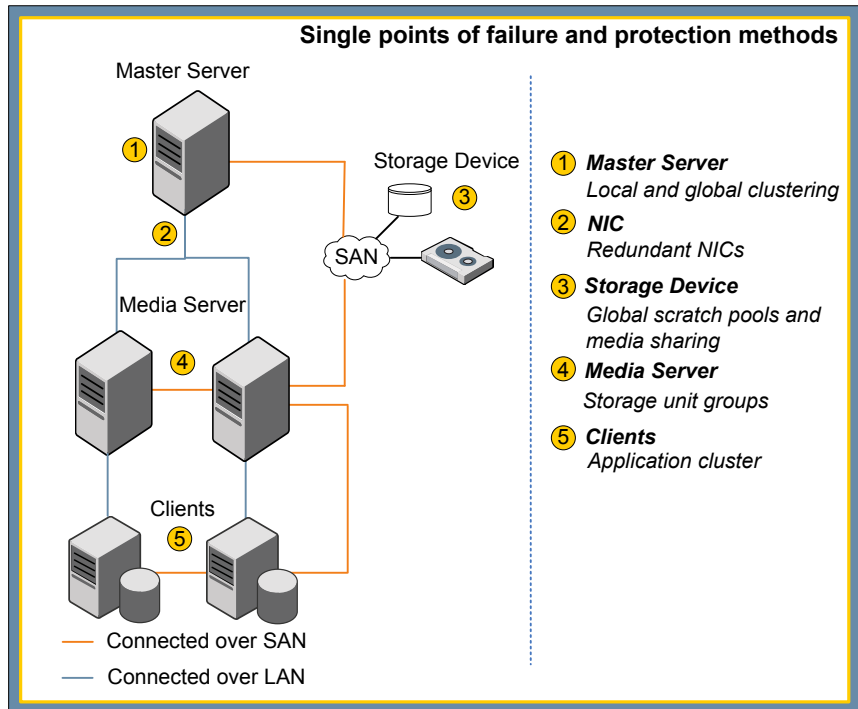 Single points of failure and protection methods
Master Server
1
2
Storage Device
3
SAN
Media Server
4
Clients
5
Connected over SAN
Connected over LAN
1 Master Server
Local and global clustering
2 NIC
Redundant NICs
3 Storage Device
Global scratch pools and
media sharing
4 Media Server
Storage unit groups
5 Clients
Application cluster